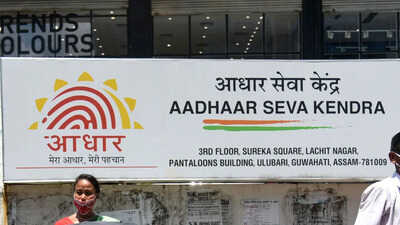 RENDS
OLOURS
आधार
मेरा आधार, मेरी पहचान
आधार सेवा केंद्र
AADHAAR SEVA KENDRA
3RD FLOOR, SUREKA SQUARE, LACHIT NAGAR,
PANTALOONS BUILDING, ULUBARI, GUWAHATI, ASSAM-781009